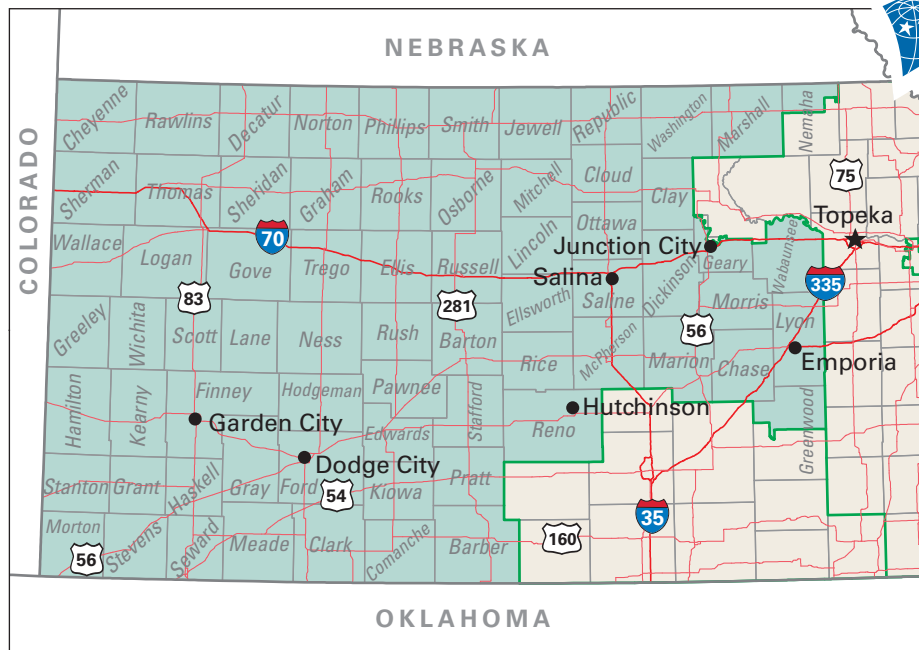 NEBRASKA
COLORADO
OKLAHOMA
Cheyenne
Rawlins
Decatur
Norton
Phillips
Smith
Jewell
Republic
Washington
Marshall
Nemaha
Sherman
Thomas
Sheridan
Graham
Rooks
Osborne
Mitchell
Cloud
Clay
75
Topeka
Ottawa
Lincoln
Junction City
Geary
Wabaunsee
Wallace
Logan
70
Gove
Trego
Ellis
Russell
Salina
Dickinson
335
83
281
Ellsworth
Saline
Morris
Greeley
Wichita
Scott
Lane
Ness
Rush
Barton
56
Lyon
Rice
McPherson
Marion
Chase
Emporia
Hamilton
Kearny
Finney
Hodgeman
Pawnee
Stafford
Hutchinson
Reno
Greenwood
Garden City
Edwards
Dodge City
Stanton
Grant
Haskell
Gray
Ford
54
Kiowa
Pratt
35
Morton
56
Stevens
Seward
Meade
Clark
Comanche
Barber
160